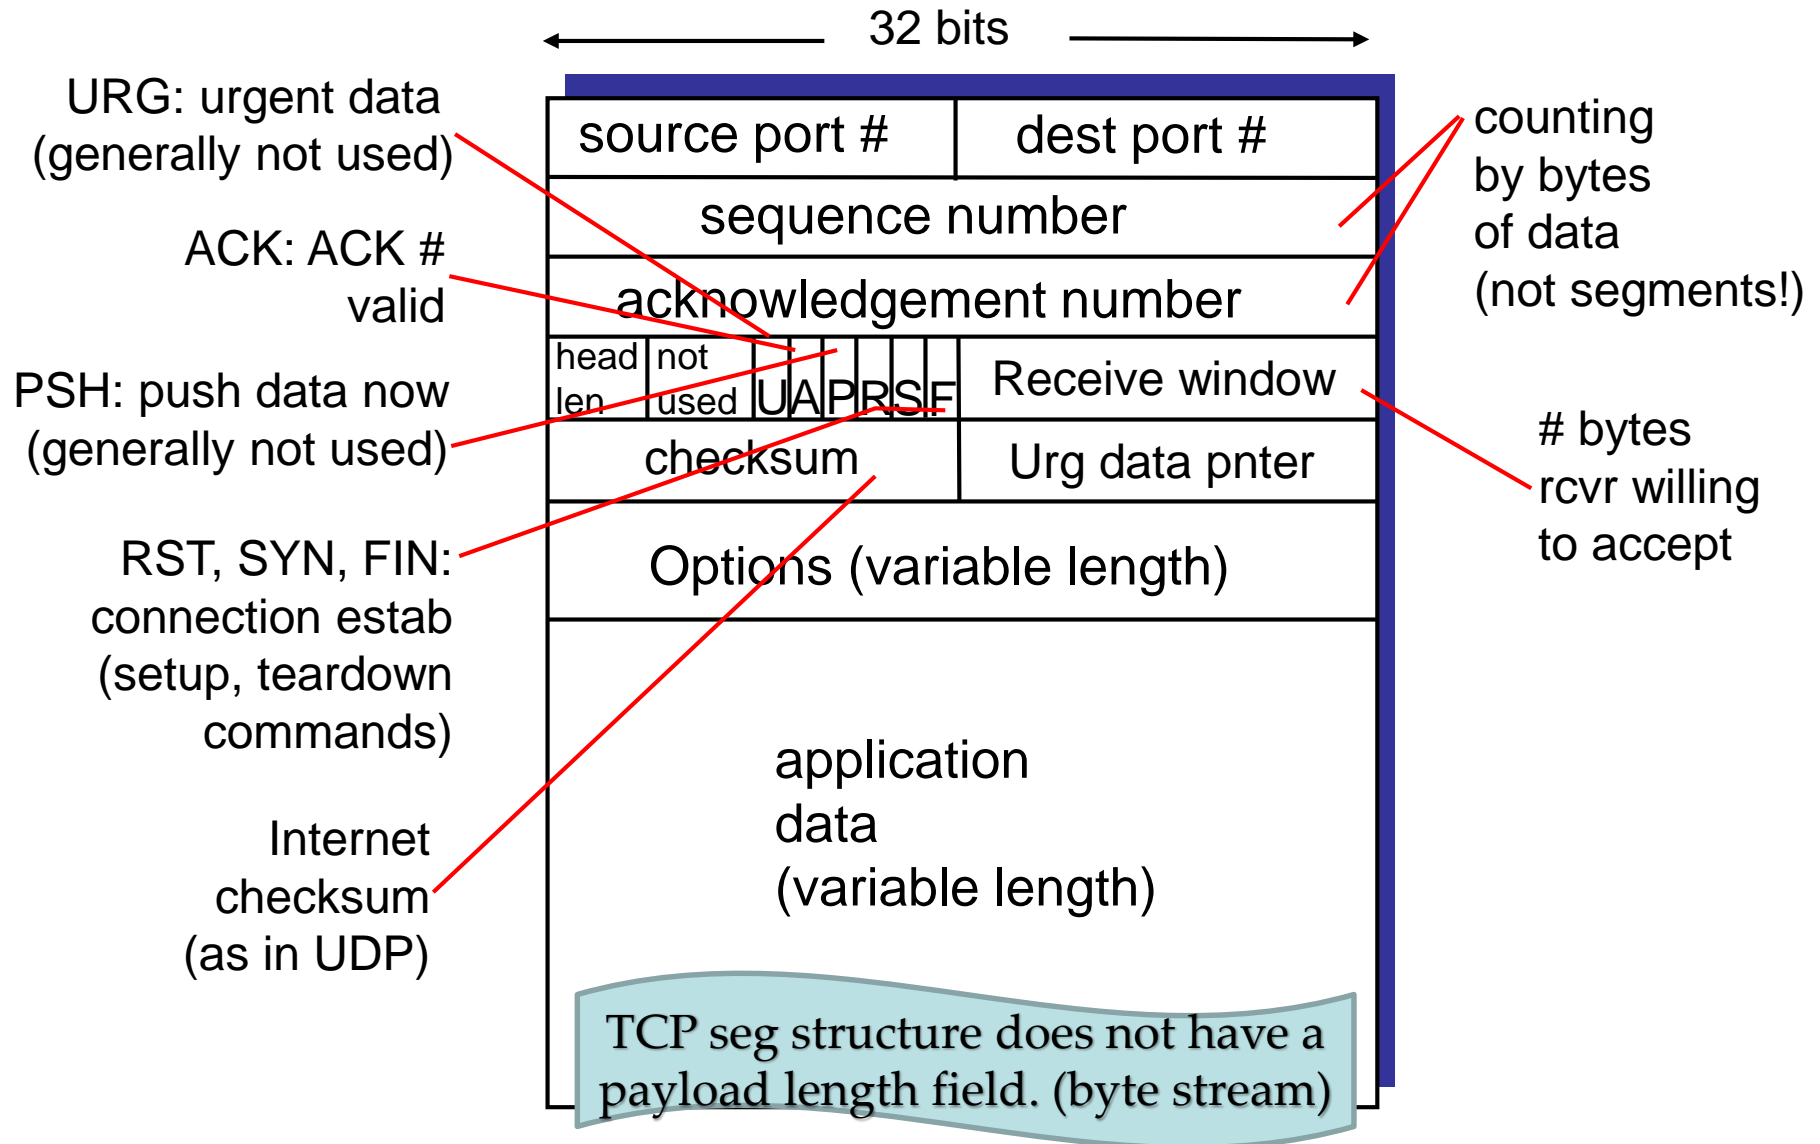 32 bits
URG: urgent data
(generally not used)
ACK: ACK #
valid
PSH: push data now
(generally not used)
RST, SYN, FIN:
connection estab
(setup, teardown
commands)
Internet
checksum
(as in UDP)
source port #
dest port #
sequence number
acknowledgement number
head
len
not
used
U
A
P
R
S
F
Receive window
checksum
Urg data pnter
Options (variable length)
application
data
(variable length)
TCP seg structure does not have a
payload length field. (byte stream)
counting
by bytes
of data
(not segments!)
# bytes
rcvr willing
to accept